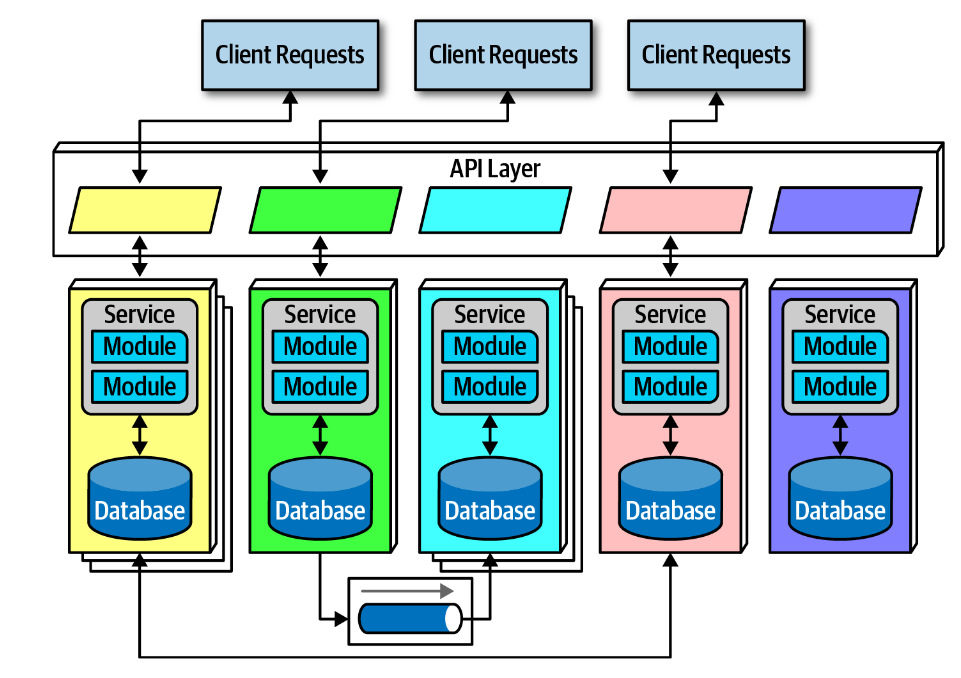 Client Requests
Client Requests
Client Requests
API Layer
Service
Module
Module
Database
Service
Module
Module
Database
Service
Module
Module
Database
Service
Module
Module
Database
Service
Module
Module
Database